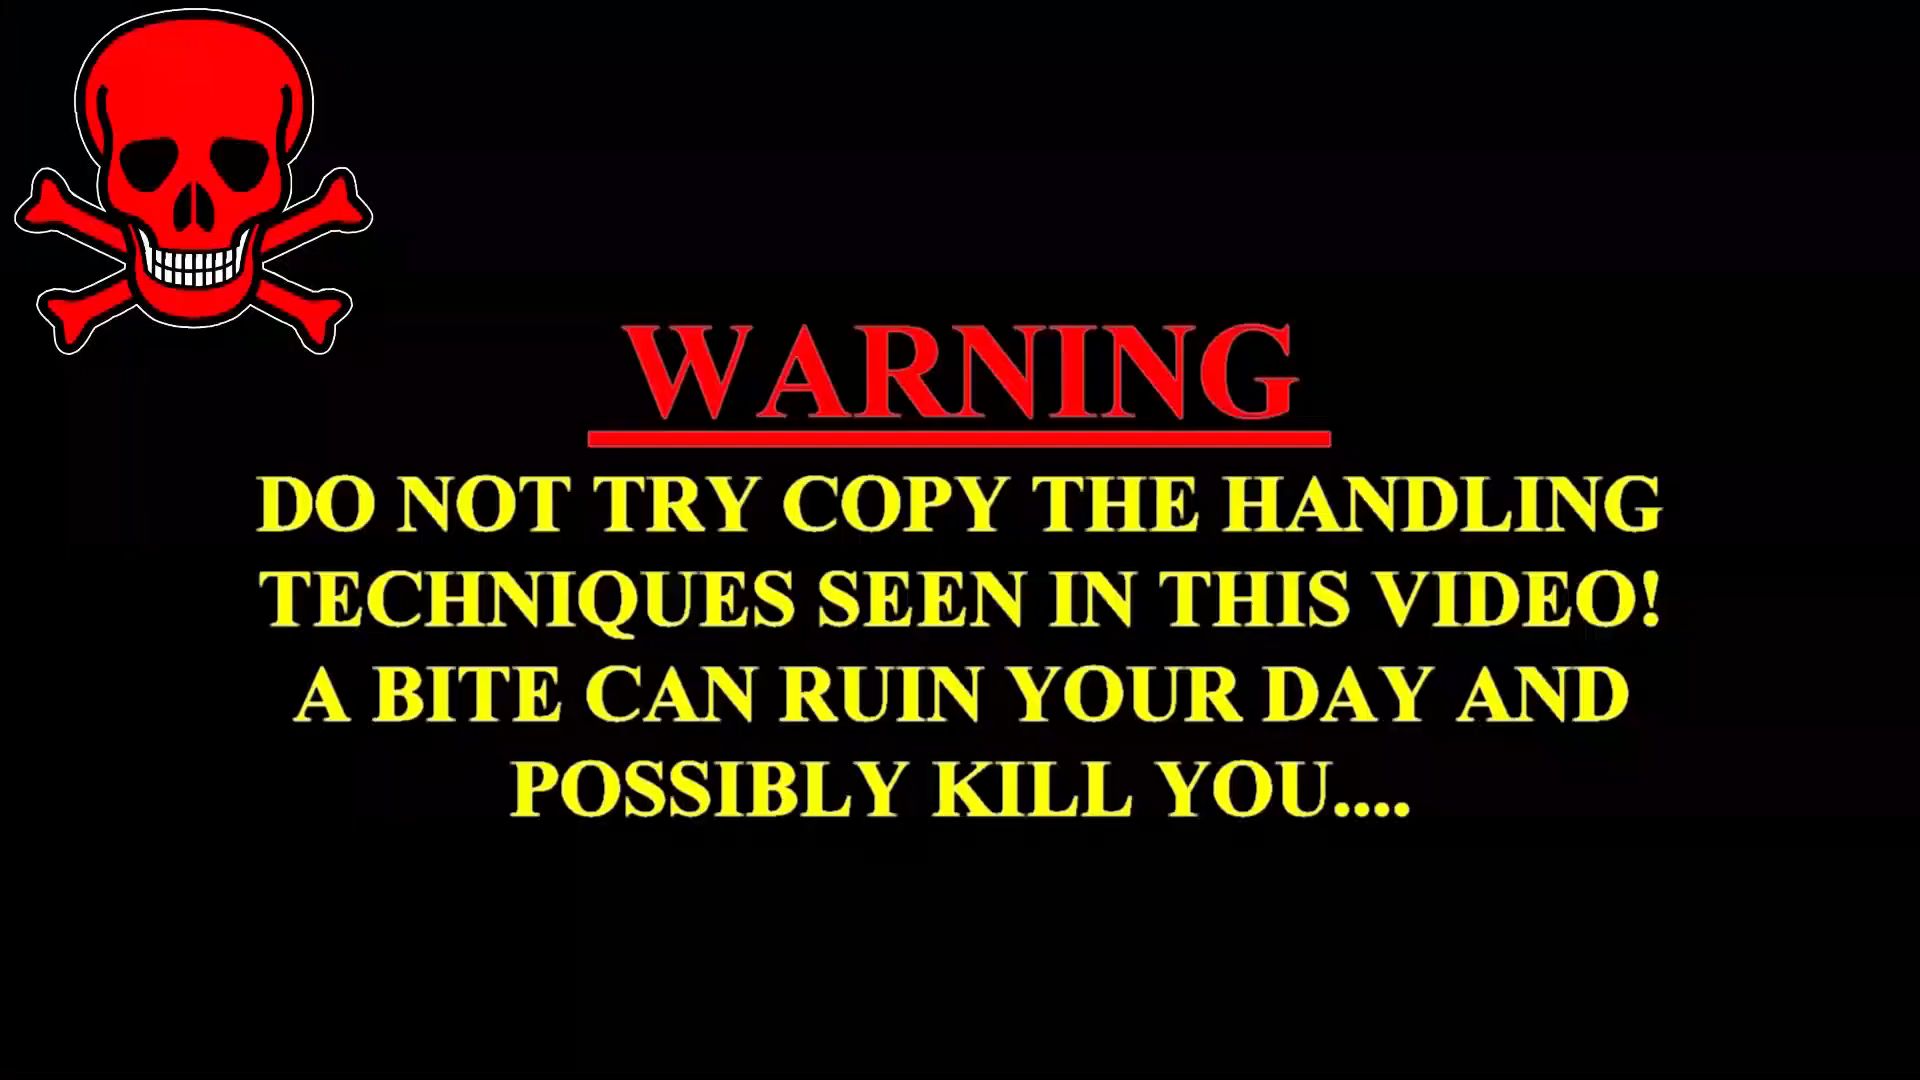 WARNING
DO NOT TRY COPY THE HANDLING
TECHNIQUES SEEN IN THIS VIDEO!
A BITE CAN RUIN YOUR DAY AND
POSSIBLY KILL YOU....